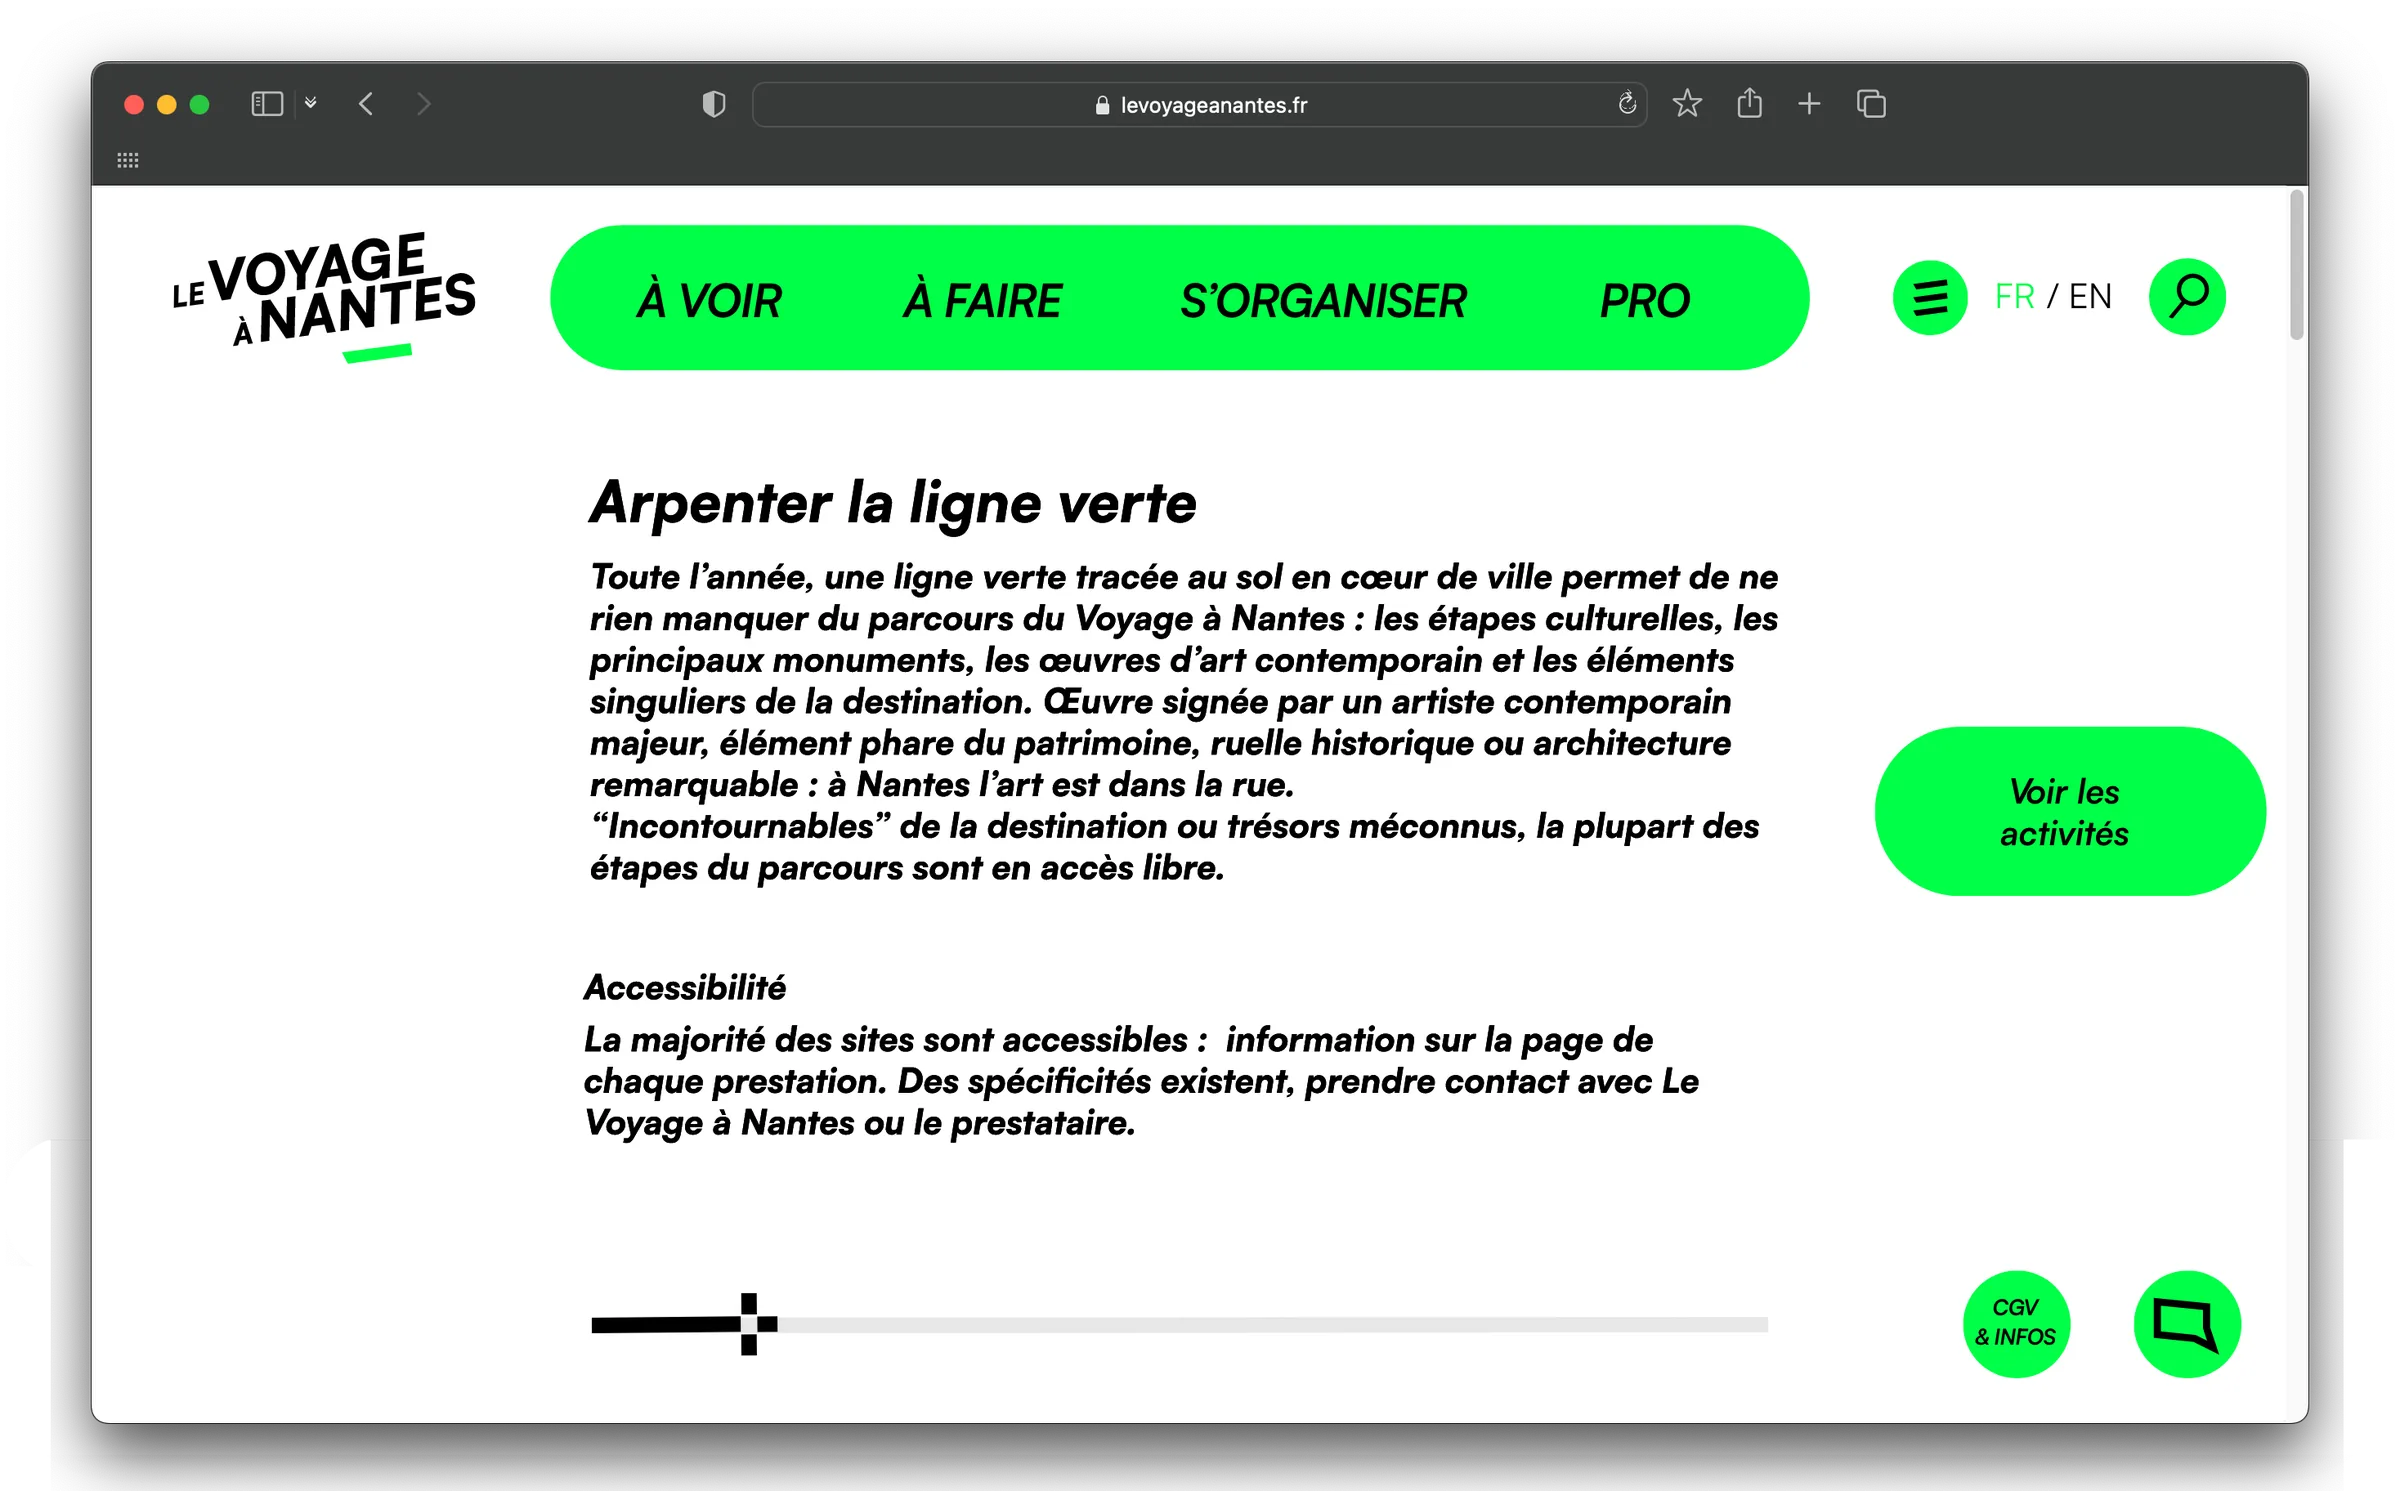 levoyageanantes.fr
LE VOYAGE
À NANTES
À VOIR
À FAIRE
S’ORGANISER
PRO
FR / EN
Arpenter la ligne verte
Toute l’année, une ligne verte tracée au sol en cœur de ville permet de ne
rien manquer du parcours du Voyage à Nantes : les étapes culturelles, les
principaux monuments, les œuvres d’art contemporain et les éléments
singuliers de la destination. Œuvre signée par un artiste contemporain
majeur, élément phare du patrimoine, ruelle historique ou architecture
remarquable : à Nantes l’art est dans la rue.
“Incontournables” de la destination ou trésors méconnus, la plupart des
étapes du parcours sont en accès libre.
Voir les
activités
Accessibilité
La majorité des sites sont accessibles :  information sur la page de
chaque prestation. Des spécificités existent, prendre contact avec Le
Voyage à Nantes ou le prestataire.
CGV
& INFOS